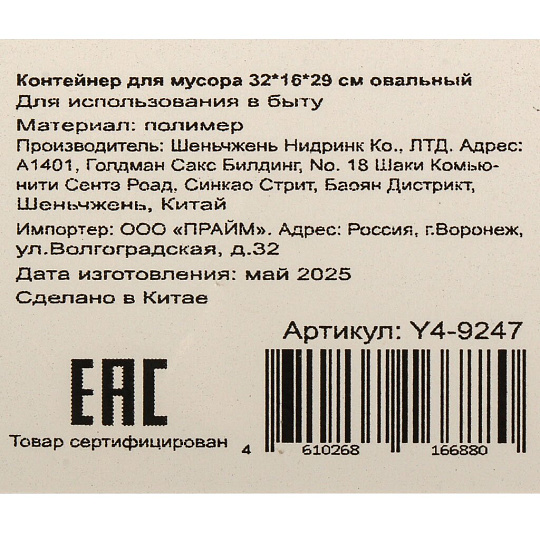 Контейнер для мусора 32*16*29 см овальный
Для использования в быту
Материал: полимер
Производитель: Шеньчжень Нидринк Ко., ЛТД. Адрес:
А1401, Голдман Сакс Билдинг, No. 18 Шаки Комью-
нити Сентэ Роад, Синкао Стрит, Баоян Дистрикт,
Шеньчжень, Китай
Импортер: ООО «ПРАЙМ». Адрес: Россия, г.Воронеж,
ул.Волгоградская, д.32
Дата изготовления: май 2025
Сделано в Китае
Артикул: Y4-9247
EAC
Товар сертифицирован
4 610268 166880